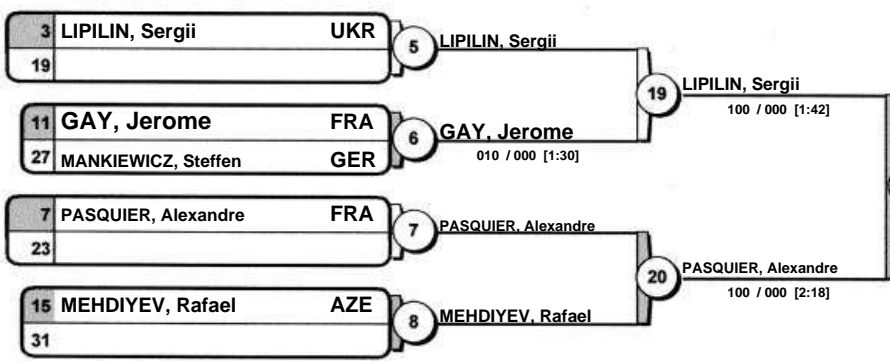 3 LIPILIN, Sergii UKR
19
5 LIPILIN, Sergii
11 GAY, Jerome FRA
27 MANKIEWICZ, Steffen GER
6 GAY, Jerome
010 / 000 [1:30]
19 LIPILIN, Sergii
100 / 000 [1:42]
7 PASQUIER, Alexandre FRA
23
7 PASQUIER, Alexandre
15 MEHDIYEV, Rafael AZE
31
8 MEHDIYEV, Rafael
20 PASQUIER, Alexandre
100 / 000 [2:18]